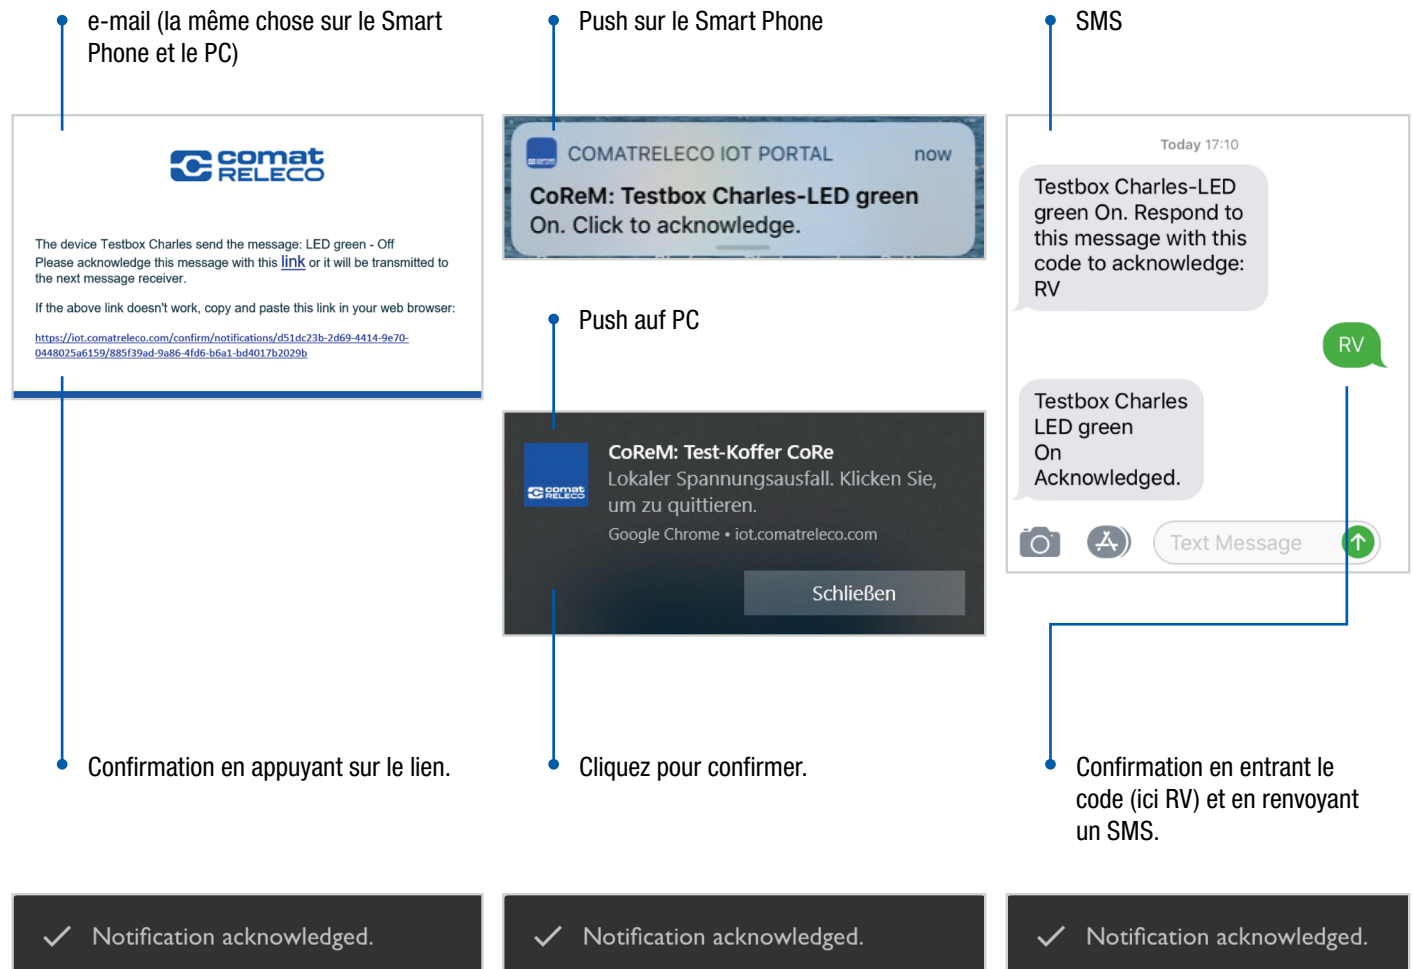 e-mail (la même chose sur le Smart
Phone et le PC)
comat
RELECO
The device Testbox Charles send the message: LED green - Off
Please acknowledge this message with this link or it will be transmitted to
the next message receiver.
If the above link doesn't work, copy and paste this link in your web browser:
https://iot.comatreleco.com/confirm/notifications/d51dc23b-2d69-4414-9e70-
0448025a6159/885f39ad-9a86-4fd6-b6a1-bd4017b2029b
Confirmation en appuyant sur le lien.
Notification acknowledged.
Push sur le Smart Phone
COMATRELECO IOT PORTAL now
CoReM: Testbox Charles-LED green
On. Click to acknowledge.
Push auf PC
comat
RELECO
CoReM: Test-Koffer CoRe
Lokaler Spannungsausfall. Klicken Sie,
um zu quittieren.
Google Chrome • iot.comatreleco.com
Schließen
Cliquez pour confirmer.
Notification acknowledged.
SMS
Today 17:10
Testbox Charles-LED
green On. Respond to
this message with this
code to acknowledge:
RV
RV
Testbox Charles
LED green
On
Acknowledged.
Text Message
Confirmation en entrant le
code (ici RV) et en renvoyant
un SMS.
Notification acknowledged.